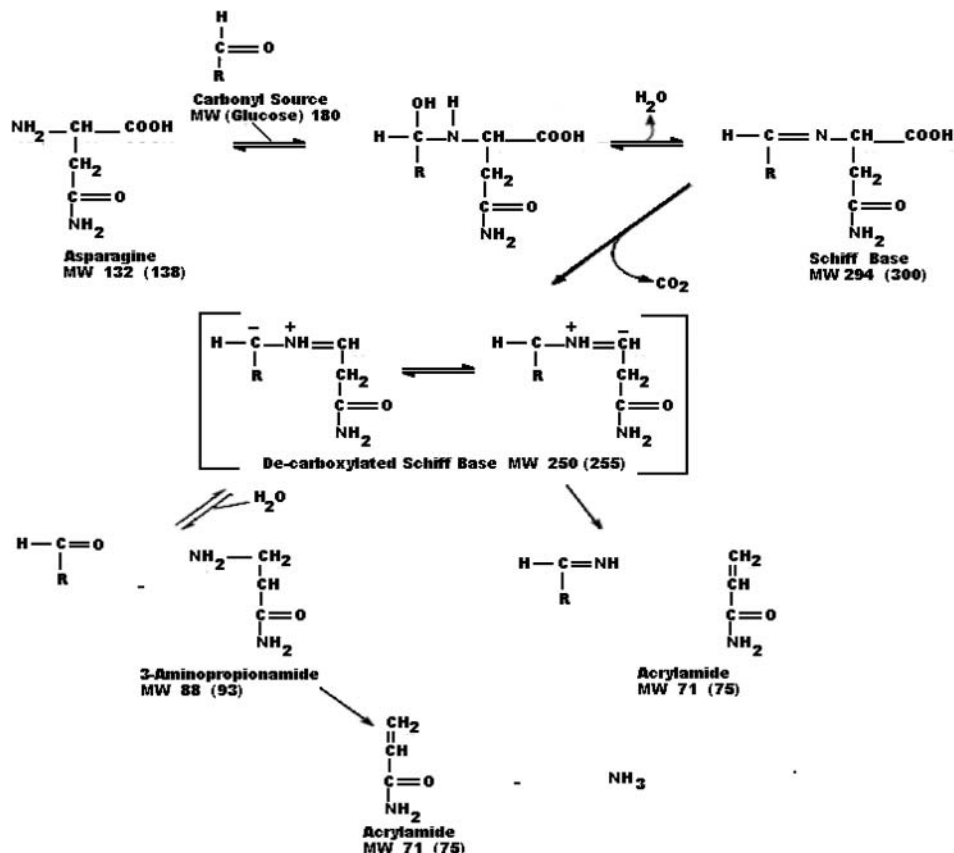 H
C═O
R
Carbonyl Source
MW (Glucose) 180
NH2—CH—COOH
CH2
C═O
NH2
Asparagine
MW 132 (138)
OH H
H—C—N—CH—COOH
R
CH2
C═O
NH2
H2O
H—C═N—CH—COOH
R
CH2
C═O
NH2
Schiff Base
MW 294 (300)
CO2
− +
H—C—NH═CH
R
CH2
C═O
NH2
+ −
H—C—NH═CH
R
CH2
C═O
NH2
De-carboxylated Schiff Base MW 250 (255)
H2O
H—C═O
R
-
NH2—CH2
CH
C═O
NH2
3-Aminopropionamide
MW 88 (93)
H—C═NH
R
CH2
CH
C═O
NH2
Acrylamide
MW 71 (75)
CH2
CH
C═O
NH2
Acrylamide
MW 71 (75)
-
NH3